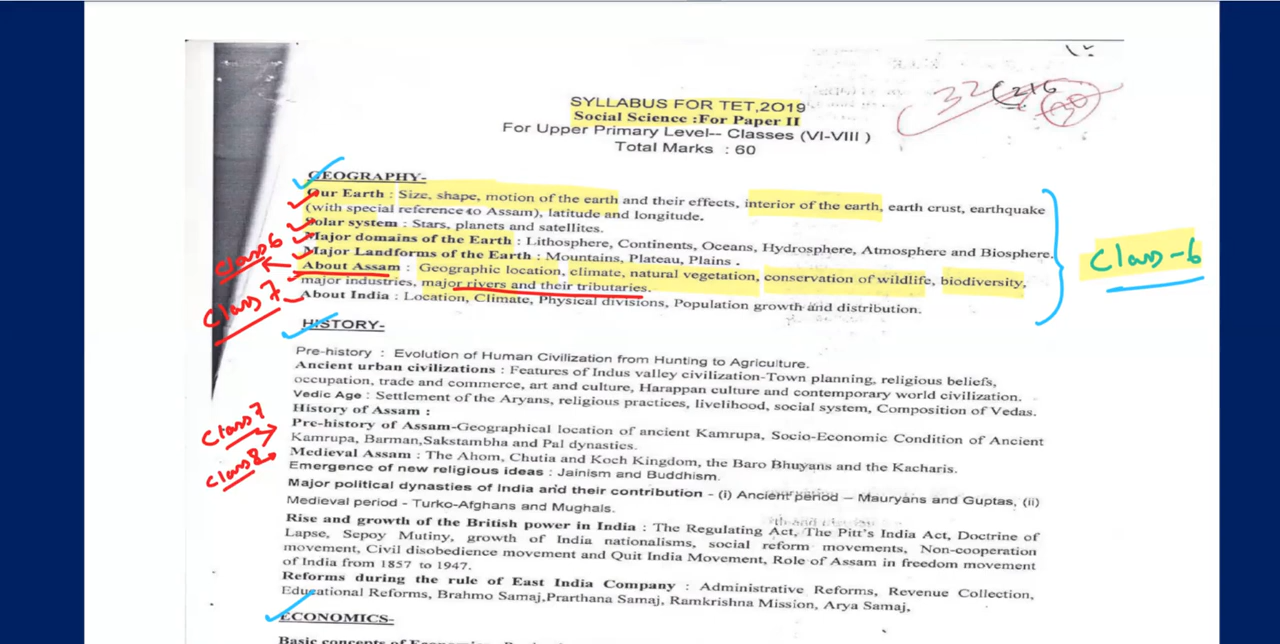 SYLLABUS FOR TET,2019
Social Science :For Paper II
For Upper Primary Level-- Classes (VI-VIII )
Total Marks : 60
32
GEOGRAPHY-
Our Earth : Size, shape, motion of the earth and their effects, interior of the earth, earth crust, earthquake
(with special reference to Assam), latitude and longitude.
Solar system : Stars, planets and satellites.
Major domains of the Earth : Lithosphere, Continents, Oceans, Hydrosphere, Atmosphere and Biosphere.
Major Landforms of the Earth : Mountains, Plateau, Plains .
Class 6
Class-6
About Assam : Geographic location, climate, natural vegetation, conservation of wildlife, biodiversity,
major industries, major rivers and their tributaries.
Class 7
About India : Location, Climate, Physical divisions, Population growth and distribution.
HISTORY-
Pre-history : Evolution of Human Civilization from Hunting to Agriculture.
Ancient urban civilizations : Features of Indus valley civilization-Town planning, religious beliefs,
occupation, trade and commerce, art and culture, Harappan culture and contemporary world civilization.
Vedic Age : Settlement of the Aryans, religious practices, livelihood, social system, Composition of Vedas.
History of Assam :
Class 7
Pre-history of Assam-Geographical location of ancient Kamrupa, Socio-Economic Condition of Ancient
Kamrupa, Barman,Sakstambha and Pal dynasties.
Class 8
Medieval Assam : The Ahom, Chutia and Koch Kingdom, the Baro Bhuyans and the Kacharis.
Emergence of new religious ideas : Jainism and Buddhism.
Major political dynasties of India and their contribution - (i) Ancient period – Mauryans and Guptas, (ii)
Medieval period - Turko-Afghans and Mughals.
Rise and growth of the British power in India : The Regulating Act, The Pitt's India Act, Doctrine of
Lapse, Sepoy Mutiny, growth of India nationalism, social reform movements, Non-cooperation
movement, Civil disobedience movement and Quit India Movement, Role of Assam in freedom movement
of India from 1857 to 1947.
Reforms during the rule of East India Company : Administrative Reforms, Revenue Collection,
Educational Reforms, Brahmo Samaj,Prarthana Samaj, Ramkrishna Mission, Arya Samaj,
ECONOMICS-
Basic concepts of